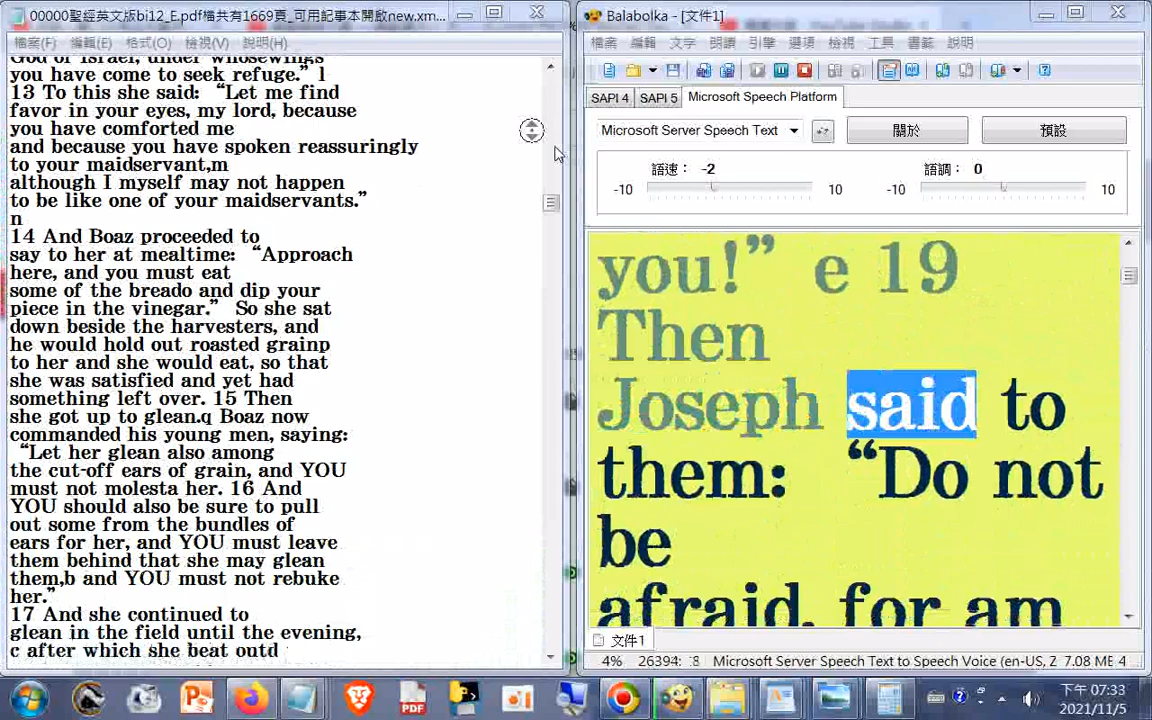 00000聖經英文版bi12_E.pdf檔共有1669頁_可用記事本開啟new.xm...
檔案(F) 編輯(E) 格式(O) 檢視(V) 說明(H)
God of Israel, under whosewings
you have come to seek refuge.” l
13 To this she said: “Let me find
favor in your eyes, my lord, because
you have comforted me
and because you have spoken reassuringly
to your maidservant,m
although I myself may not happen
to be like one of your maidservants.”
n
14 And Boaz proceeded to
say to her at mealtime: “Approach
here, and you must eat
some of the breado and dip your
piece in the vinegar.” So she sat
down beside the harvesters, and
he would hold out roasted grainp
to her and she would eat, so that
she was satisfied and yet had
something left over. 15 Then
she got up to glean.q Boaz now
commanded his young men, saying:
“Let her glean also among
the cut-off ears of grain, and YOU
must not molesta her. 16 And
YOU should also be sure to pull
out some from the bundles of
ears for her, and YOU must leave
them behind that she may glean
them,b and YOU must not rebuke
her.”
17 And she continued to
glean in the field until the evening,
c after which she beat outd
Balabolka - [文件1]
檔案 編輯 文字 朗讀 引擎 選項 檢視 工具 書籤 說明
SAPI 4 SAPI 5 Microsoft Speech Platform
Microsoft Server Speech Text 關於 預設
語速: -2 語調: 0
-10 10 -10 10
you!” e 19
Then
Joseph said to
them: “Do not
be
afraid, for am
文件1
4% Microsoft Server Speech Text to Speech Voice (en-US, Z 7.08 MB 4
下午 07:33
2021/11/5